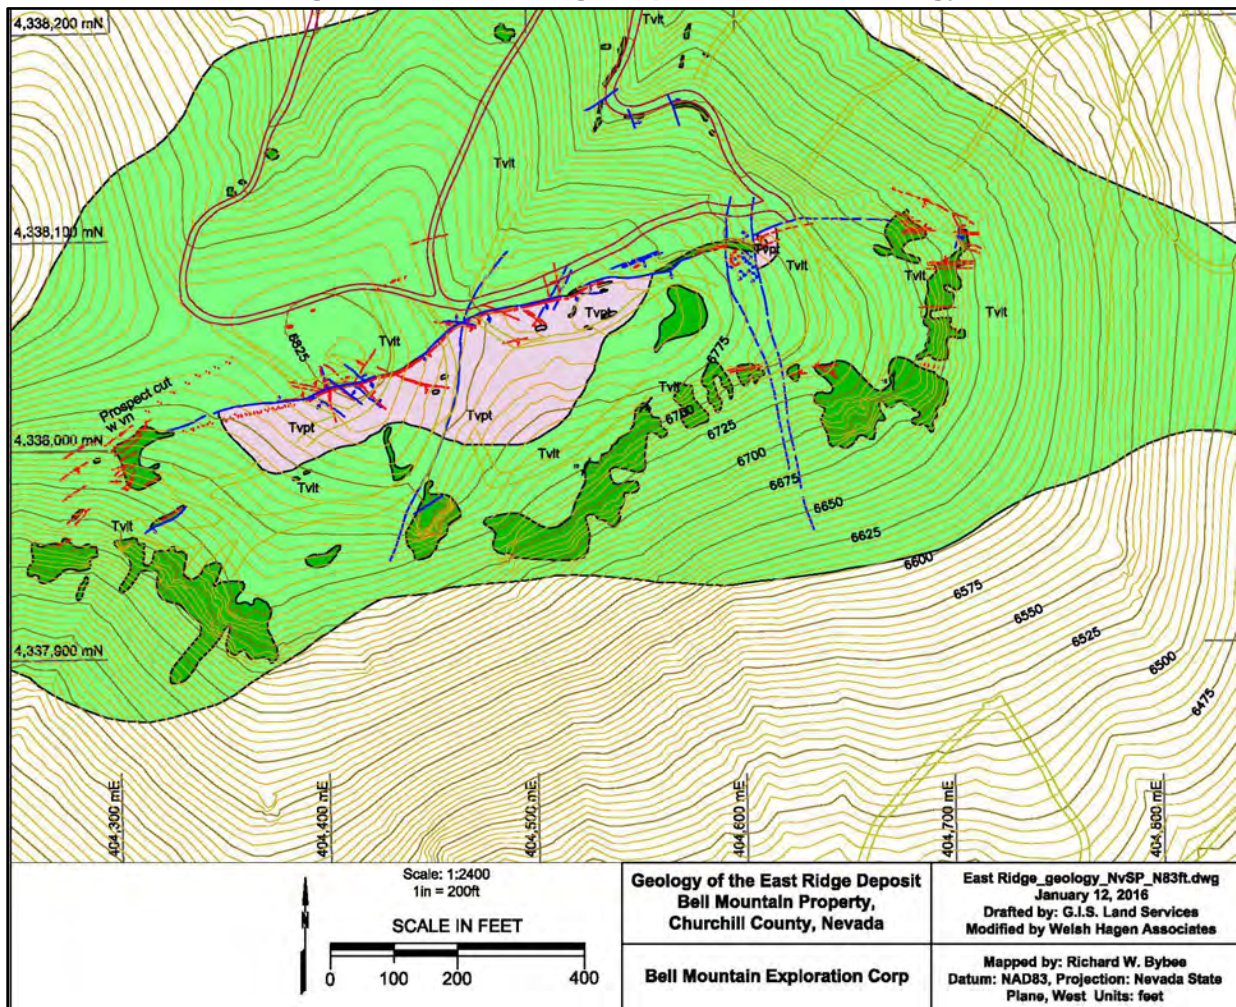 4,338,200 mN
Tvlt
Tvlt
4,338,100 mN
Tvpt
Tvlt
Tvlt
Tvlt
Tvpt
6825
Tvlt
6775
Prospect cut
w vn
Tvlt
6700
Tvpt
Tvpt
6725
4,338,000 mN
6700
Tvlt
6675
Tvlt
6650
Tvlt
6625
6600
6575
6550
6525
4,337,900 mN
6500
6475
404,300 mE
404,400 mE
404,500 mE
404,600 mE
404,700 mE
404,800 mE
N
Scale: 1:2400
1in = 200ft
SCALE IN FEET
0 100 200 400
Geology of the East Ridge Deposit
Bell Mountain Property,
Churchill County, Nevada
East Ridge_geology_NvSP_N83ft.dwg
January 12, 2016
Drafted by: G.I.S. Land Services
Modified by Welsh Hagen Associates
Bell Mountain Exploration Corp
Mapped by: Richard W. Bybee
Datum: NAD83, Projection: Nevada State
Plane, West Units: feet